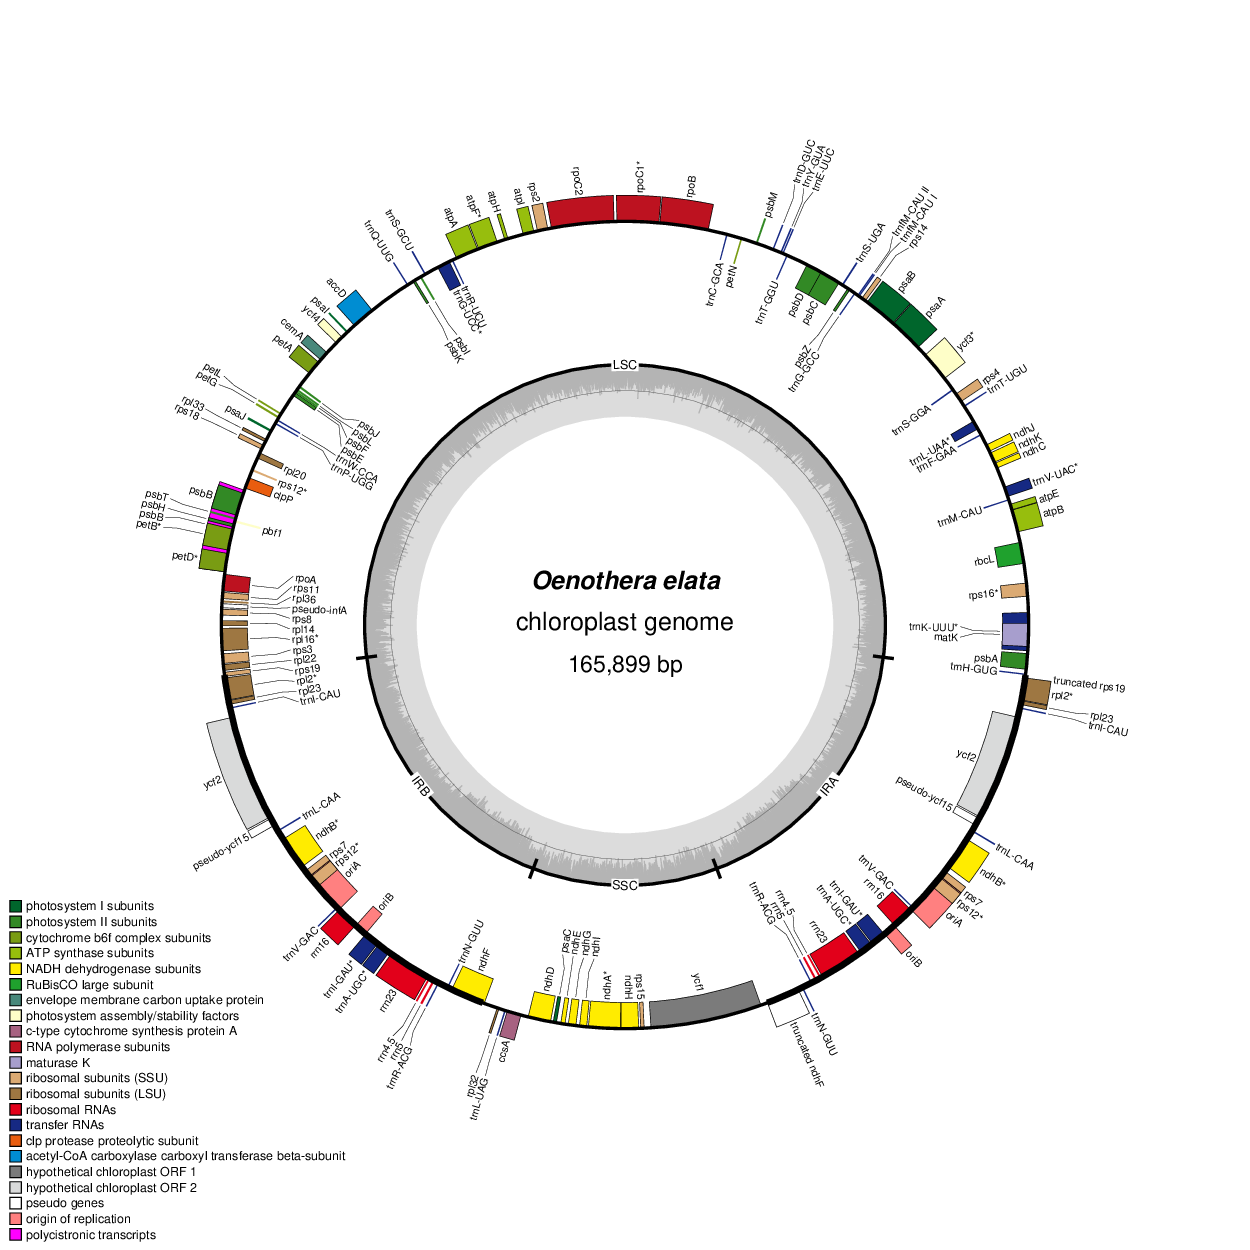 Oenothera elata
chloroplast genome
165,899 bp
LSC
IRB
IRA
SSC
rpoC2
rpoC1*
rpoB
trnC-GCA
petN
psbM
trnD-GUC
trnY-GUA
trnE-UUC
trnT-GGU
psbD
psbC
trnS-UGA
psbZ
trnG-GCC
trnfM-CAU II
trnfM-CAU I
rps14
psaB
psaA
ycf3*
trnS-GGA
rps4
trnT-UGU
trnL-UAA*
trnF-GAA
ndhJ
ndhK
ndhC
trnV-UAC*
trnM-CAU
atpE
atpB
rbcL
rps16*
trnK-UUU*
matK
psbA
trnH-GUG
truncated rps19
rpl2*
rpl23
trnI-CAU
ycf2
pseudo-ycf15
trnL-CAA
ndhB*
rps7
rps12*
oriA
trnV-GAC
rrn16
oriB
trnI-GAU*
trnA-UGC*
rrn23
rrn4.5
rrn5
trnR-ACG
trnN-GUU
truncated ndhF
ycf1
rps15
ndhH
ndhA*
ndhI
ndhG
ndhE
psaC
ndhD
ccsA
trnL-UAG
rpl32
ndhF
trnN-GUU
trnR-ACG
rrn5
rrn4.5
rrn23
trnA-UGC*
trnI-GAU*
rrn16
trnV-GAC
oriB
oriA
rps12*
rps7
ndhB*
trnL-CAA
pseudo-ycf15
ycf2
trnI-CAU
rpl23
rpl2*
rps19
rpl22
rps3
rpl16*
rpl14
rps8
pseudo-infA
rpl36
rps11
rpoA
petD*
petB*
psbB
psbH
psbT
psbB
pbf1
clpP
rps12*
rpl20
rps18
rpl33
psaJ
trnP-UGG
trnW-CCA
petG
petL
psbE
psbF
psbL
psbJ
petA
cemA
ycf4
psaI
accD
trnQ-UUG
psbK
psbI
trnS-GCU
trnG-UCC*
trnR-UCU
atpA
atpF*
atpH
atpI
rps2
photosystem I subunits
photosystem II subunits
cytochrome b6f complex subunits
ATP synthase subunits
NADH dehydrogenase subunits
RuBisCO large subunit
envelope membrane carbon uptake protein
photosystem assembly/stability factors
c-type cytochrome synthesis protein A
RNA polymerase subunits
maturase K
ribosomal subunits (SSU)
ribosomal subunits (LSU)
ribosomal RNAs
transfer RNAs
clp protease proteolytic subunit
acetyl-CoA carboxylase carboxyl transferase beta-subunit
hypothetical chloroplast ORF 1
hypothetical chloroplast ORF 2
pseudo genes
origin of replication
polycistronic transcripts